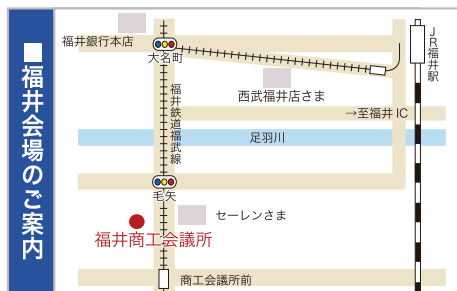 ■福井会場のご案内
福井銀行本店
大名町
JR福井駅
西武福井店さま
福井鉄道福武線
→至福井IC
足羽川
毛矢
セーレンさま
福井商工会議所
商工会議所前